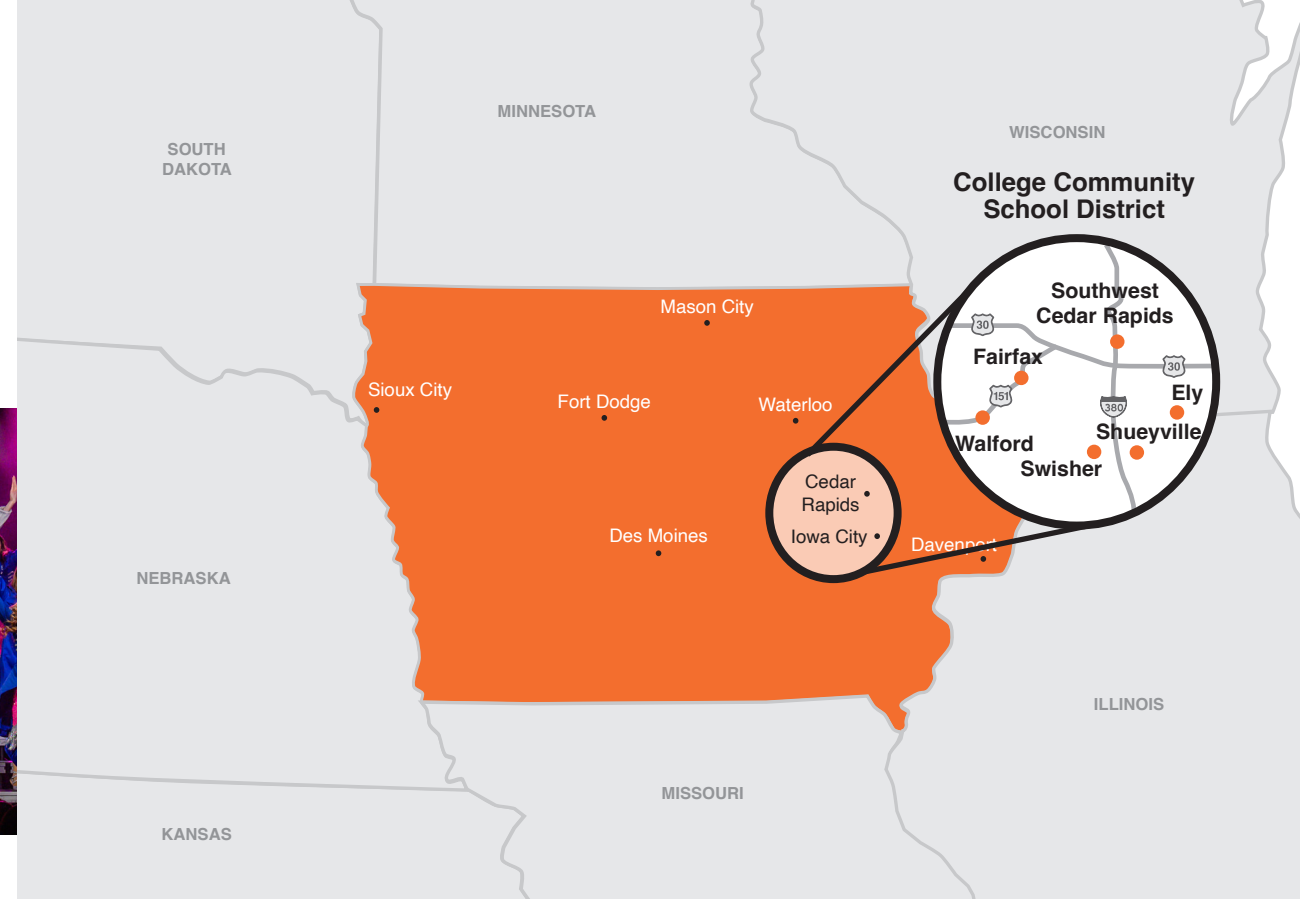 MINNESOTA
WISCONSIN
SOUTH
DAKOTA
College Community
School District
Southwest
Cedar Rapids
30
Fairfax
30
151
Ely
380
Shueyville
Walford
Swisher
Mason City
Sioux City
Fort Dodge
Waterloo
Cedar
Rapids
Iowa City
Des Moines
Davenport
NEBRASKA
ILLINOIS
MISSOURI
KANSAS